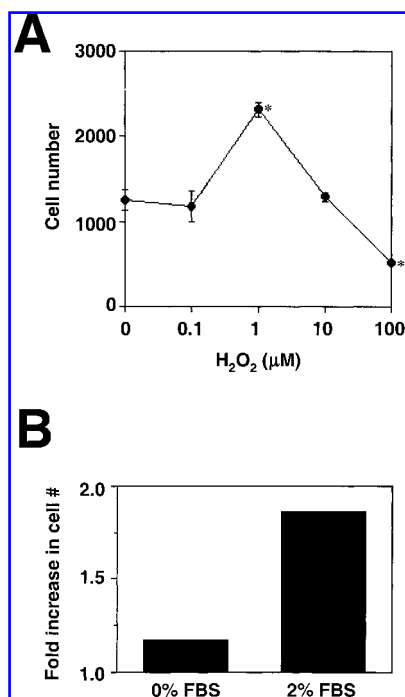 A
3000
2000
1000
0
Cell number
*
*
0 0.1 1 10 100
H₂O₂ (μM)
B
2.0
1.5
1.0
Fold increase in cell #
0% FBS 2% FBS